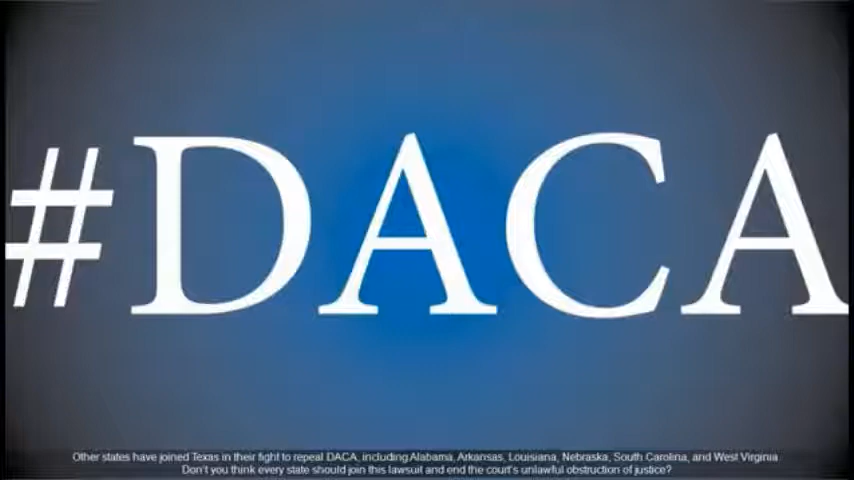 #DACA
Other states have joined Texas in their fight to repeal DACA, including Alabama, Arkansas, Louisiana, Nebraska, South Carolina, and West Virginia
Don't you think every state should join this lawsuit and end the court's unlawful obstruction of justice?